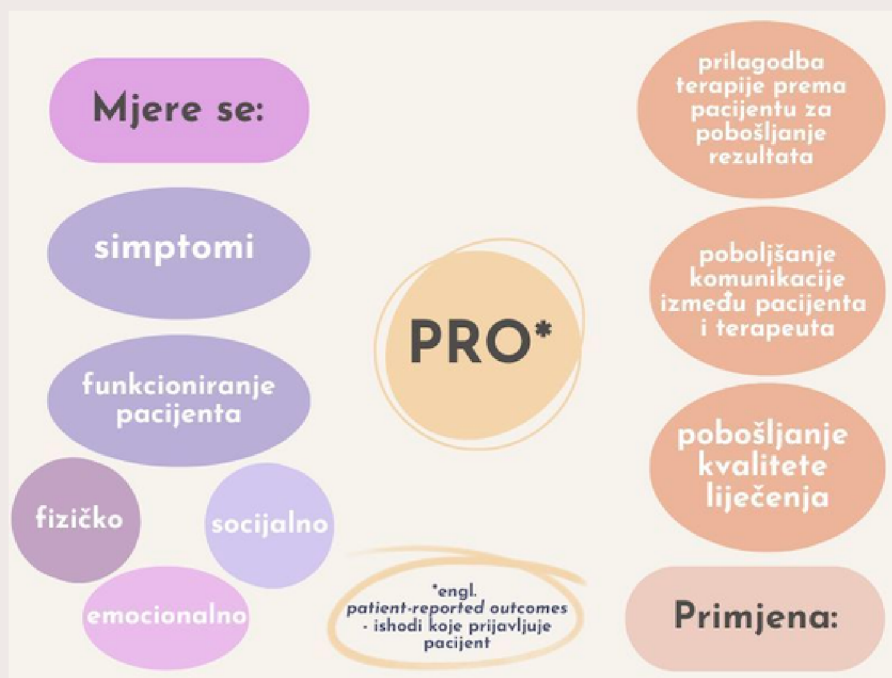 Mjere se:
simptomi
funkcioniranje
pacijenta
fizičko
socijalno
emocionalno
PRO*
*engl.
patient-reported outcomes
- ishodi koje prijavljuje
pacijent
prilagodba
terapije prema
pacijentu za
pobošljanje
rezultata
poboljšanje
komunikacije
između pacijenta
i terapeuta
pobošljanje
kvalitete
liječenja
Primjena: